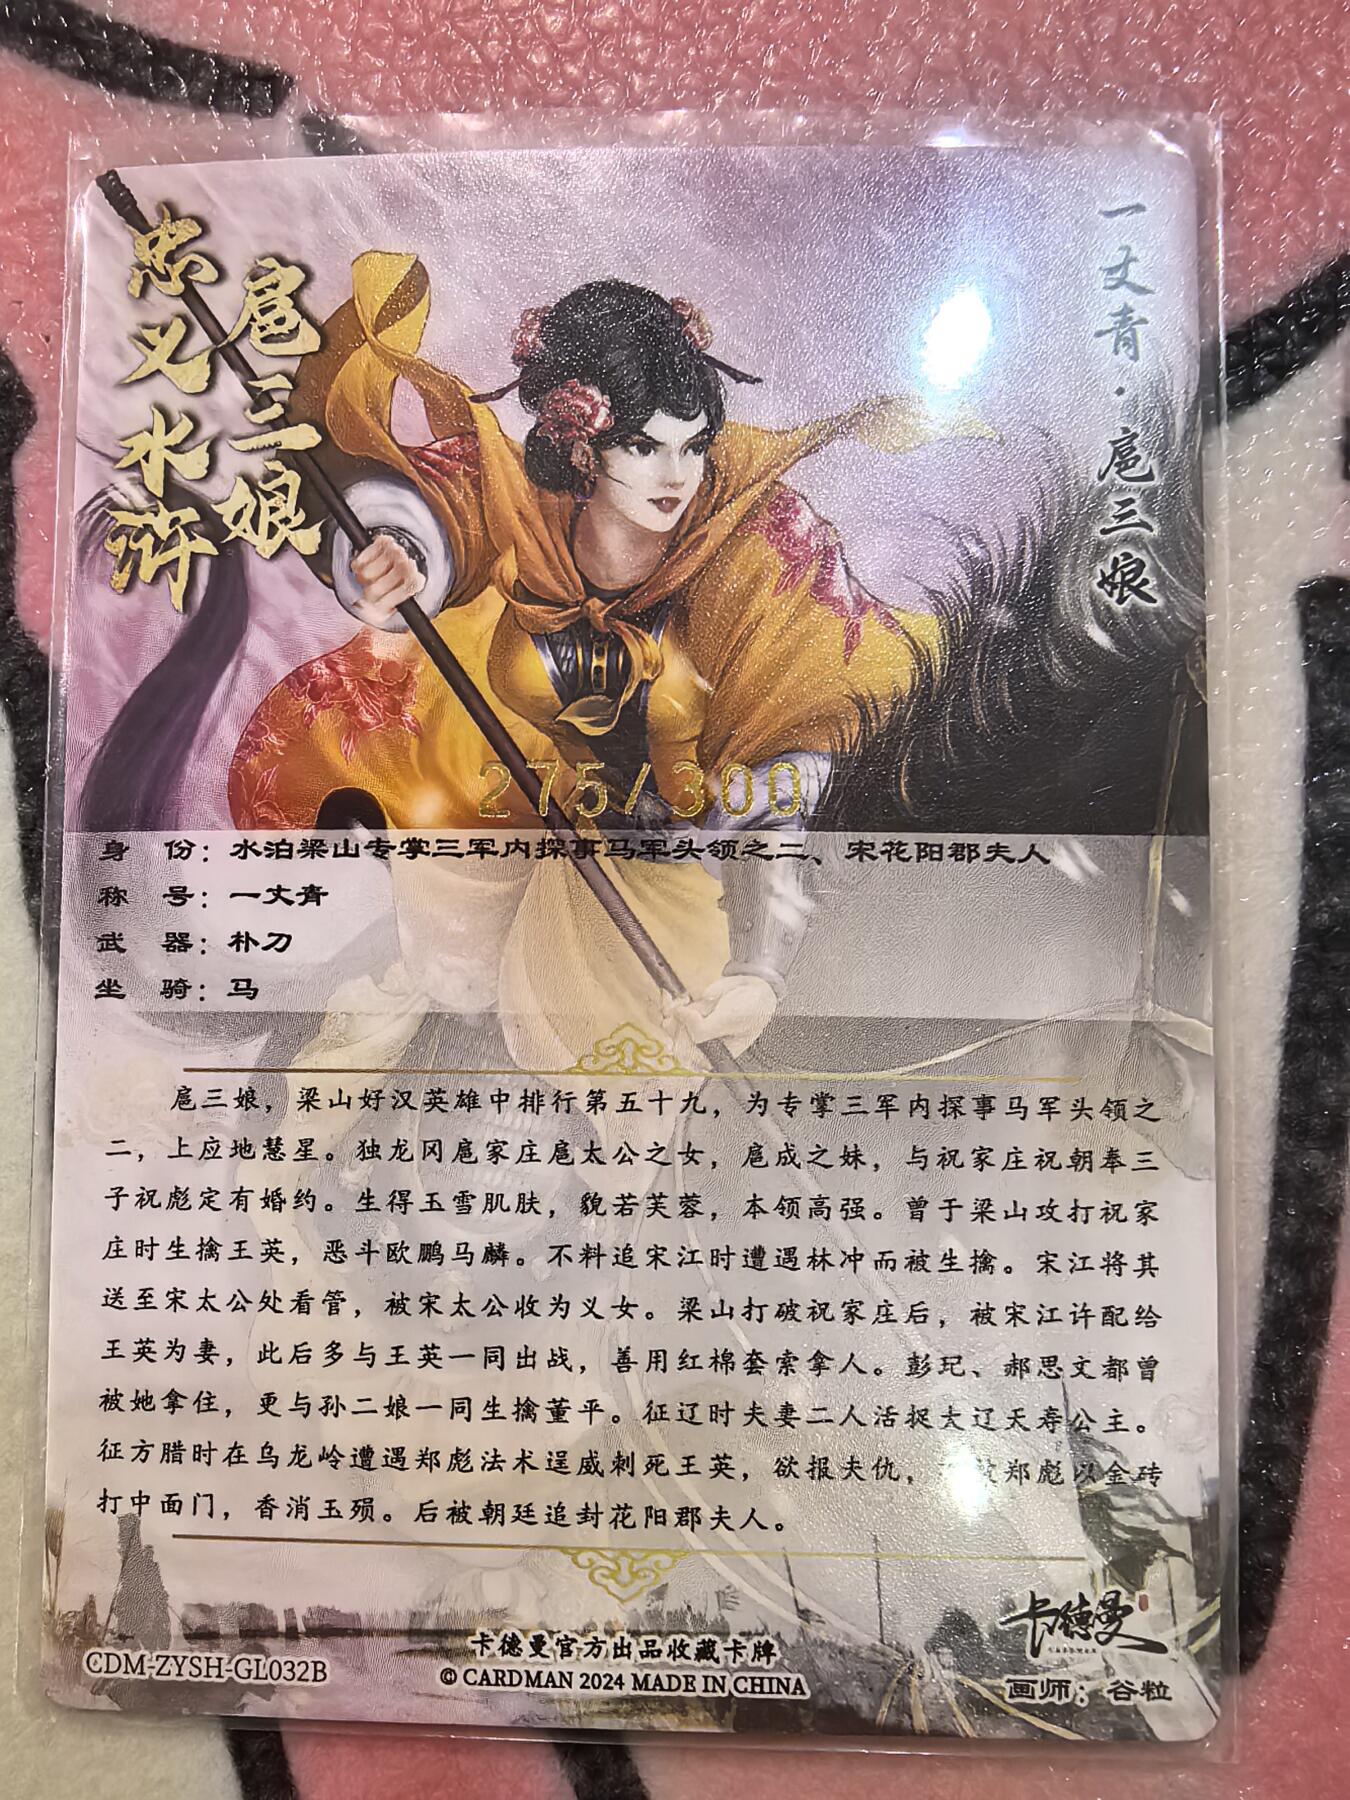 忠义水浒
扈三娘
一丈青·扈三娘
275/300
身 份：水泊梁山专掌三军内探事马军头领之二、宋花阳郡夫人
称 号：一丈青
武 器：朴刀
坐 骑：马
扈三娘，梁山好汉英雄中排行第五十九，为专掌三军内探事马军头领之
二，上应地慧星。独龙冈扈家庄扈太公之女，扈成之妹，与祝家庄祝朝奉三
子祝彪定有婚约。生得玉雪肌肤，貌若芙蓉，本领高强。曾于梁山攻打祝家
庄时生擒王英，恶斗欧鹏马麟。不料追宋江时遭遇林冲而被生擒。宋江将其
送至宋太公处看管，被宋太公收为义女。梁山打破祝家庄后，被宋江许配给
王英为妻，此后多与王英一同出战，善用红棉套索拿人。彭玘、郝思文都曾
被她拿住，更与孙二娘一同生擒董平。征辽时夫妻二人活捉大辽天寿公主。
征方腊时在乌龙岭遭遇郑彪法术逞威刺死王英，欲报夫仇，被郑彪以金砖
打中面门，香消玉殒。后被朝廷追封花阳郡夫人。
卡德曼
CDM-ZYSH-GL032B
卡德曼官方出品收藏卡牌
© CARDMAN 2024 MADE IN CHINA
画师：谷粒